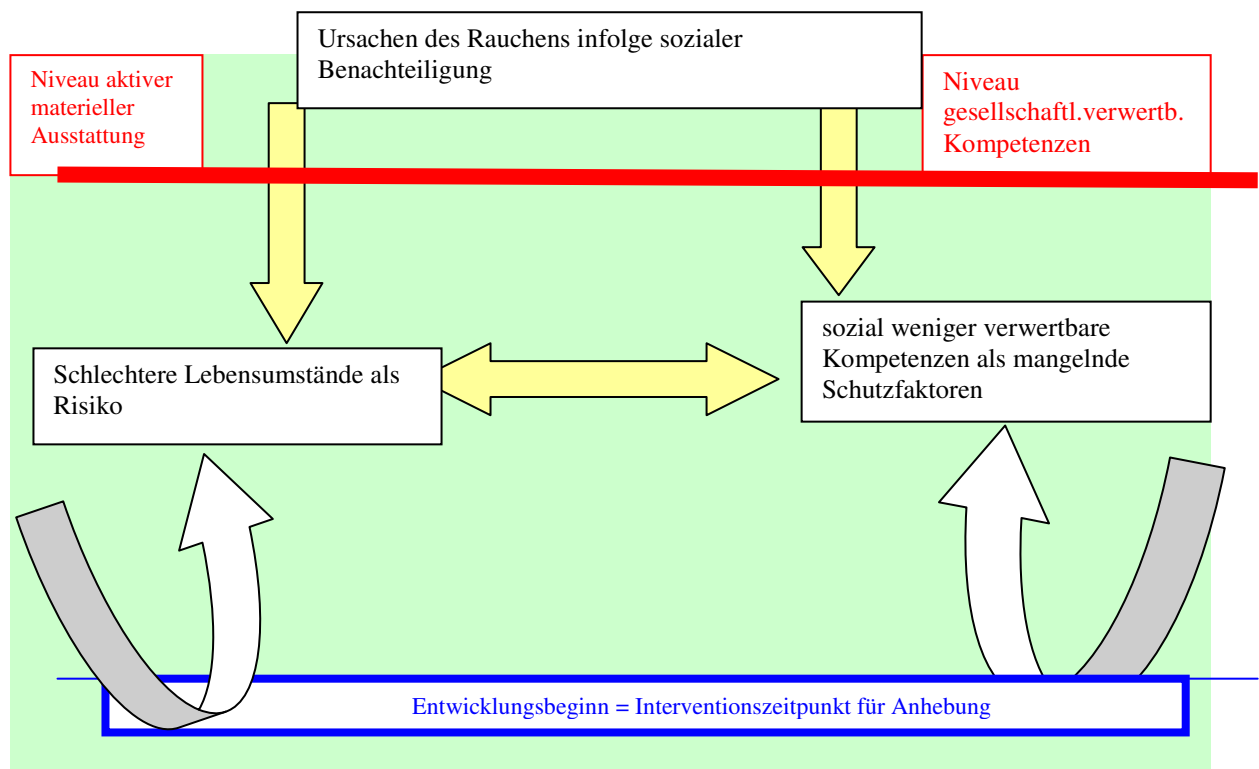 Ursachen des Rauchens infolge sozialer
Benachteiligung
Niveau aktiver
materieller
Ausstattung
Niveau
gesellschaftl.verwertb.
Kompetenzen
sozial weniger verwertbare
Kompetenzen als mangelnde
Schutzfaktoren
Schlechtere Lebensumstände als
Risiko
Entwicklungsbeginn = Interventionszeitpunkt für Anhebung